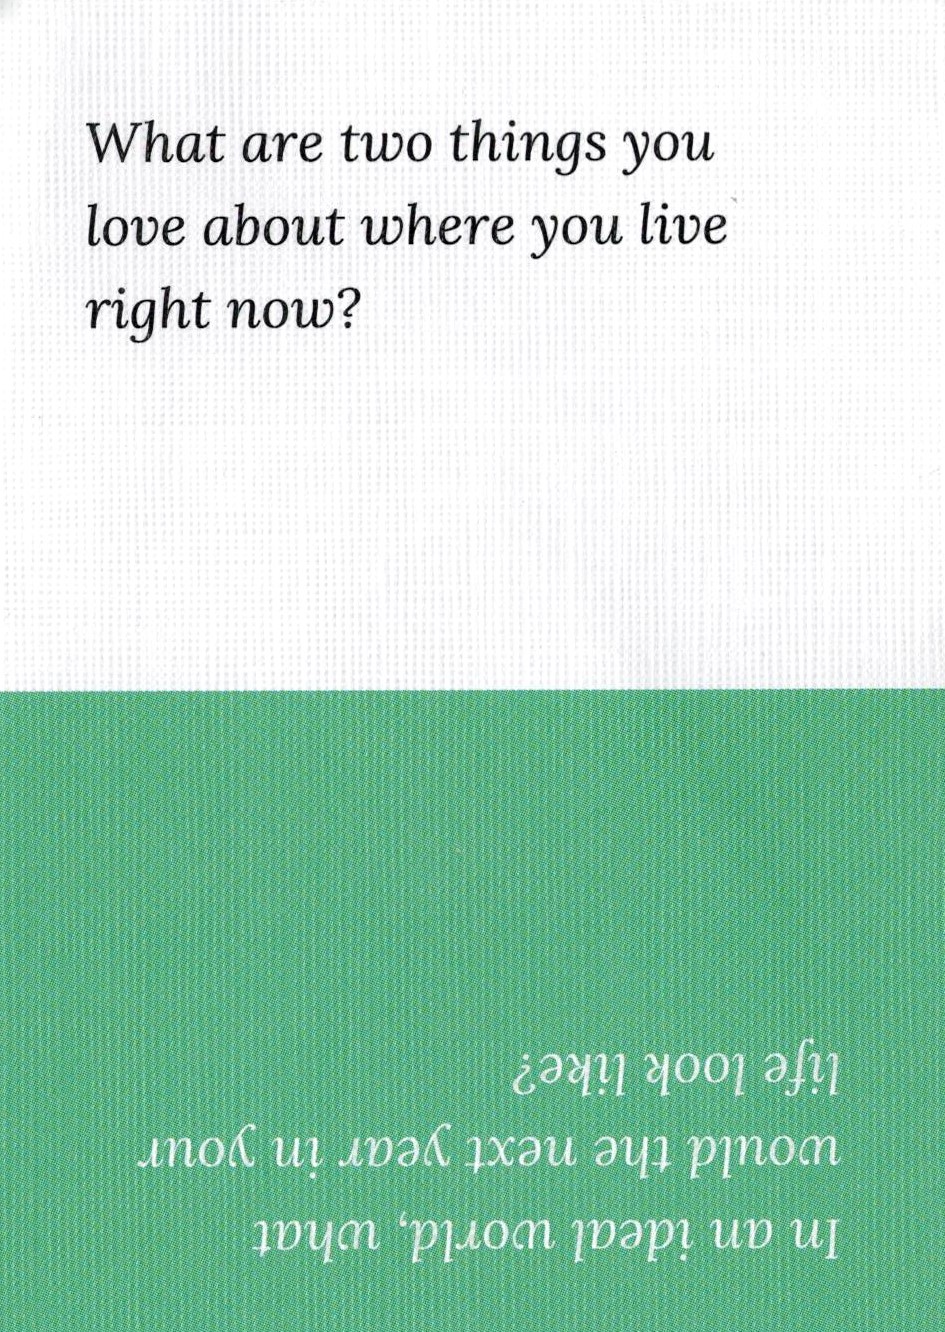 What are two things you
love about where you live
right now?
In an ideal world, what
would the next year in your
life look like?